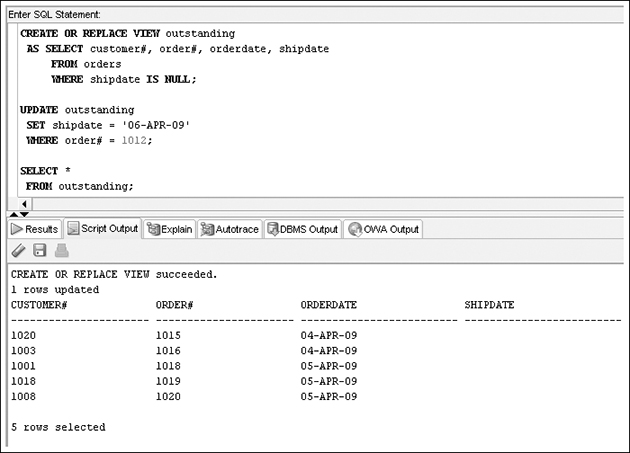 Enter SQL Statement:
CREATE OR REPLACE VIEW outstanding
AS SELECT customer#, order#, orderdate, shipdate
FROM orders
WHERE shipdate IS NULL;
UPDATE outstanding
SET shipdate = '06-APR-09'
WHERE order# = 1012;
SELECT *
FROM outstanding;
Results Script Output Explain Autotrace DBMS Output OWA Output
CREATE OR REPLACE VIEW succeeded.
1 rows updated
CUSTOMER# ORDER# ORDERDATE SHIPDATE
---------------------- ---------------------- ------------------------- -------------------------
1020 1015 04-APR-09
1003 1016 04-APR-09
1001 1018 05-APR-09
1018 1019 05-APR-09
1008 1020 05-APR-09
5 rows selected